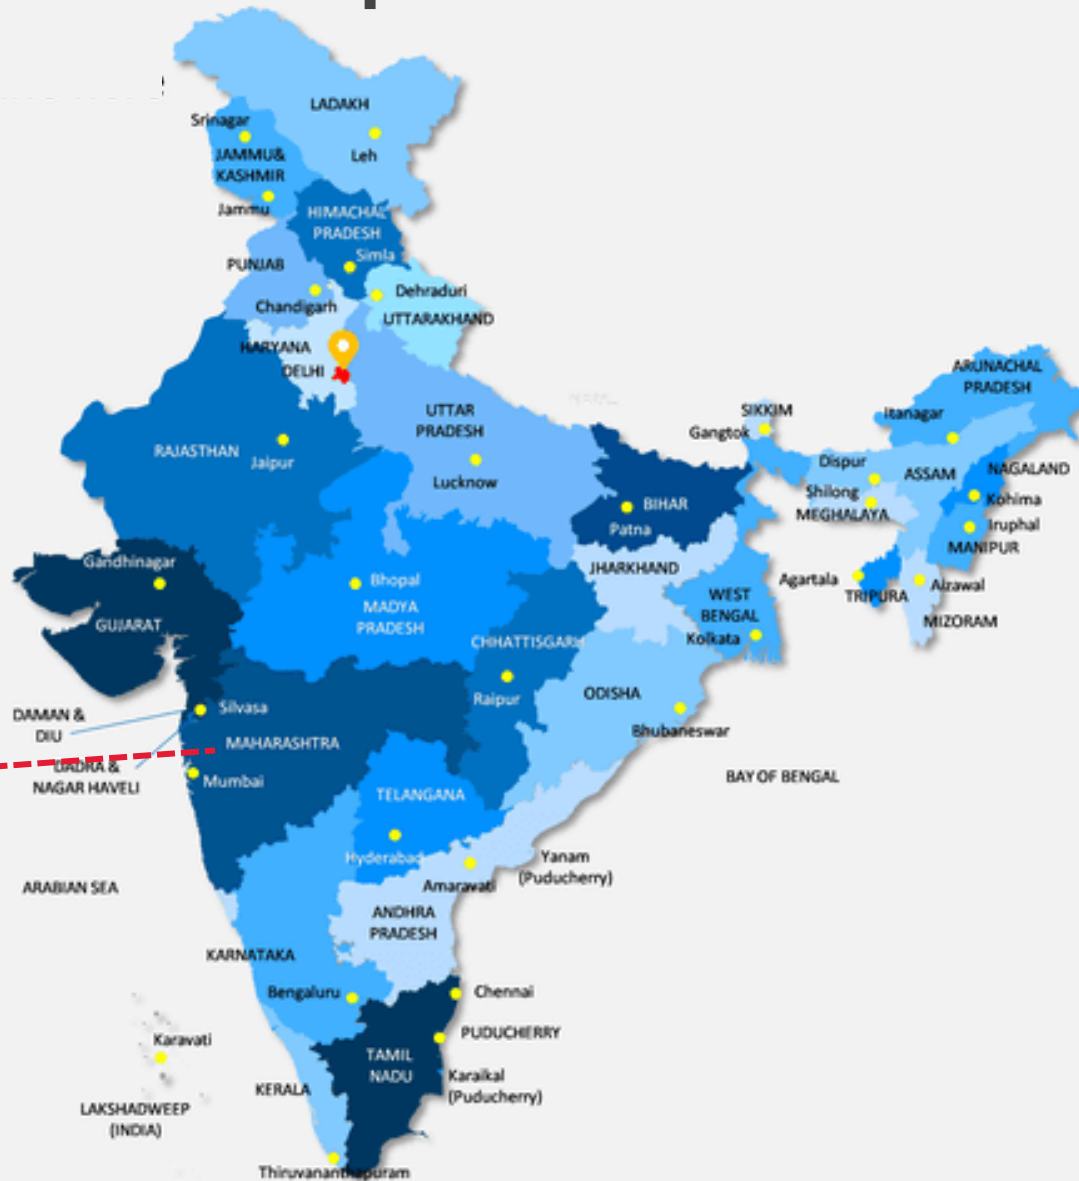 LADAKH
Srinagar
JAMMU&
KASHMIR
Leh
Jammu
HIMACHAL
PRADESH
Simla
PUNJAB
Chandigarh
Dehraduri
UTTARAKHAND
HARYANA
DELHI
ARUNACHAL
PRADESH
UTTAR
PRADESH
SIKKIM
Itanagar
Gangtok
RAJASTHAN
Jaipur
Lucknow
Dispur
ASSAM
NAGALAND
Shilong
MEGHALAYA
Kohima
BIHAR
Patna
Iruphal
MANIPUR
Gandhinagar
JHARKHAND
Bhopal
Agartala
Alzawal
TRIPURA
MADYA
PRADESH
WEST
BENGAL
GUJARAT
MIZORAM
CHHATTISGARH
Kolkata
Raipur
ODISHA
Silvasa
DAMAN &
DIU
Bhubaneswar
MAHARASHTRA
DADRA &
NAGAR HAVELI
Mumbai
BAY OF BENGAL
TELANGANA
Hyderabad
Yanam
(Puducherry)
Amaravati
ARABIAN SEA
ANDHRA
PRADESH
KARNATAKA
Bengaluru
Chennai
PUDUCHERRY
Karavati
TAMIL
NADU
Karaikal
(Puducherry)
KERALA
LAKSHADWEEP
(INDIA)
Thiruvananthapuram